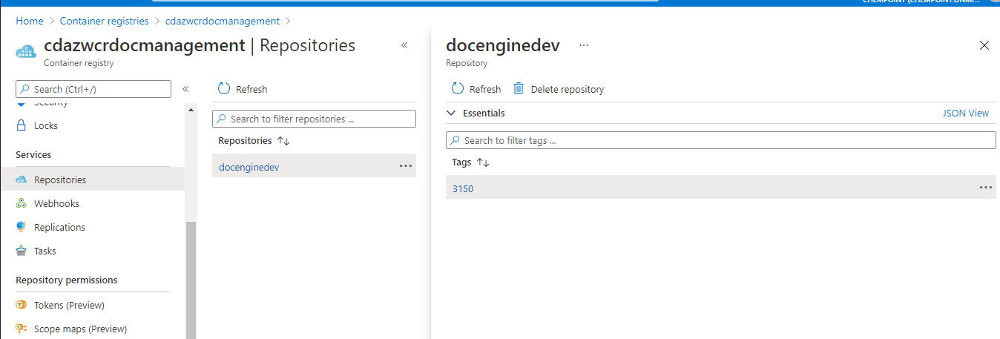 CHEMPOINT (CHEMPOINT.ONMI...
Home > Container registries > cdazwcrdocmanagement >
cdazwcrdocmanagement | Repositories
Container registry
Search (Ctrl+/)
Security
Locks
Services
Repositories
Webhooks
Replications
Tasks
Repository permissions
Tokens (Preview)
Scope maps (Preview)
Refresh
Search to filter repositories ...
Repositories
docenginedev
docenginedev
Repository
Refresh
Delete repository
Essentials
JSON View
Search to filter tags ...
Tags
3150